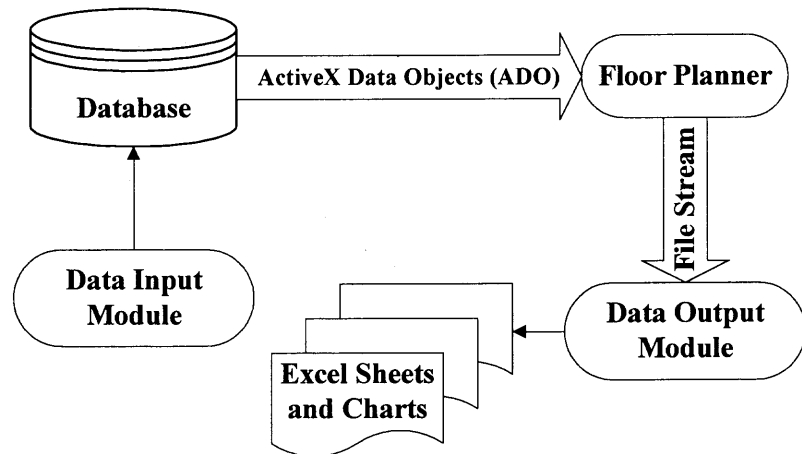 Database
ActiveX Data Objects (ADO)
Floor Planner
File Stream
Data Input
Module
Data Output
Module
Excel Sheets
and Charts